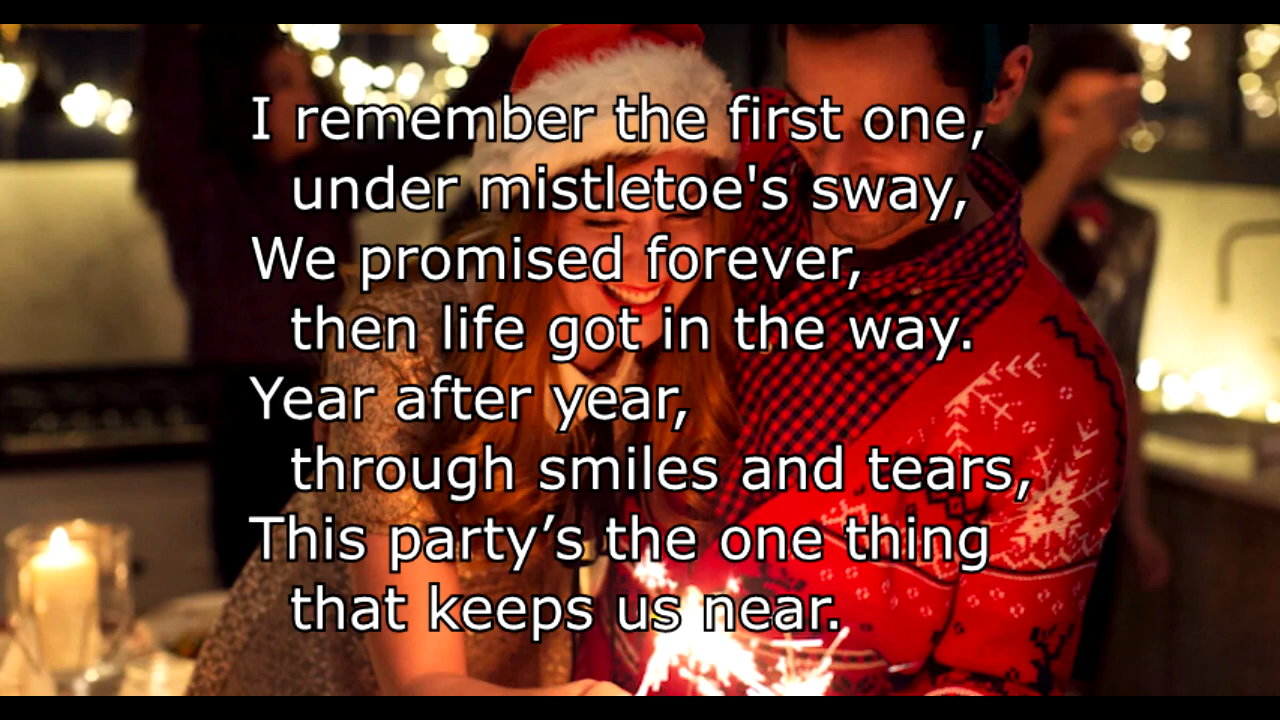 I remember the first one,
under mistletoe's sway,
We promised forever,
then life got in the way.
Year after year,
through smiles and tears,
This party’s the one thing
that keeps us near.